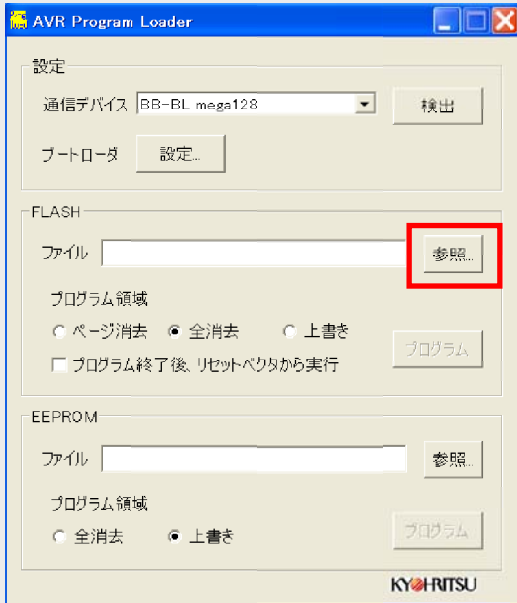 AVR Program Loader
設定
通信デバイス BB-BL mega128 検出
ブートローダ 設定...
FLASH
ファイル 参照...
プログラム領域
ページ消去 全消去 上書き
プログラム終了後、リセットベクタから実行 プログラム
EEPROM
ファイル 参照...
プログラム領域
全消去 上書き プログラム
KYOHRITSU